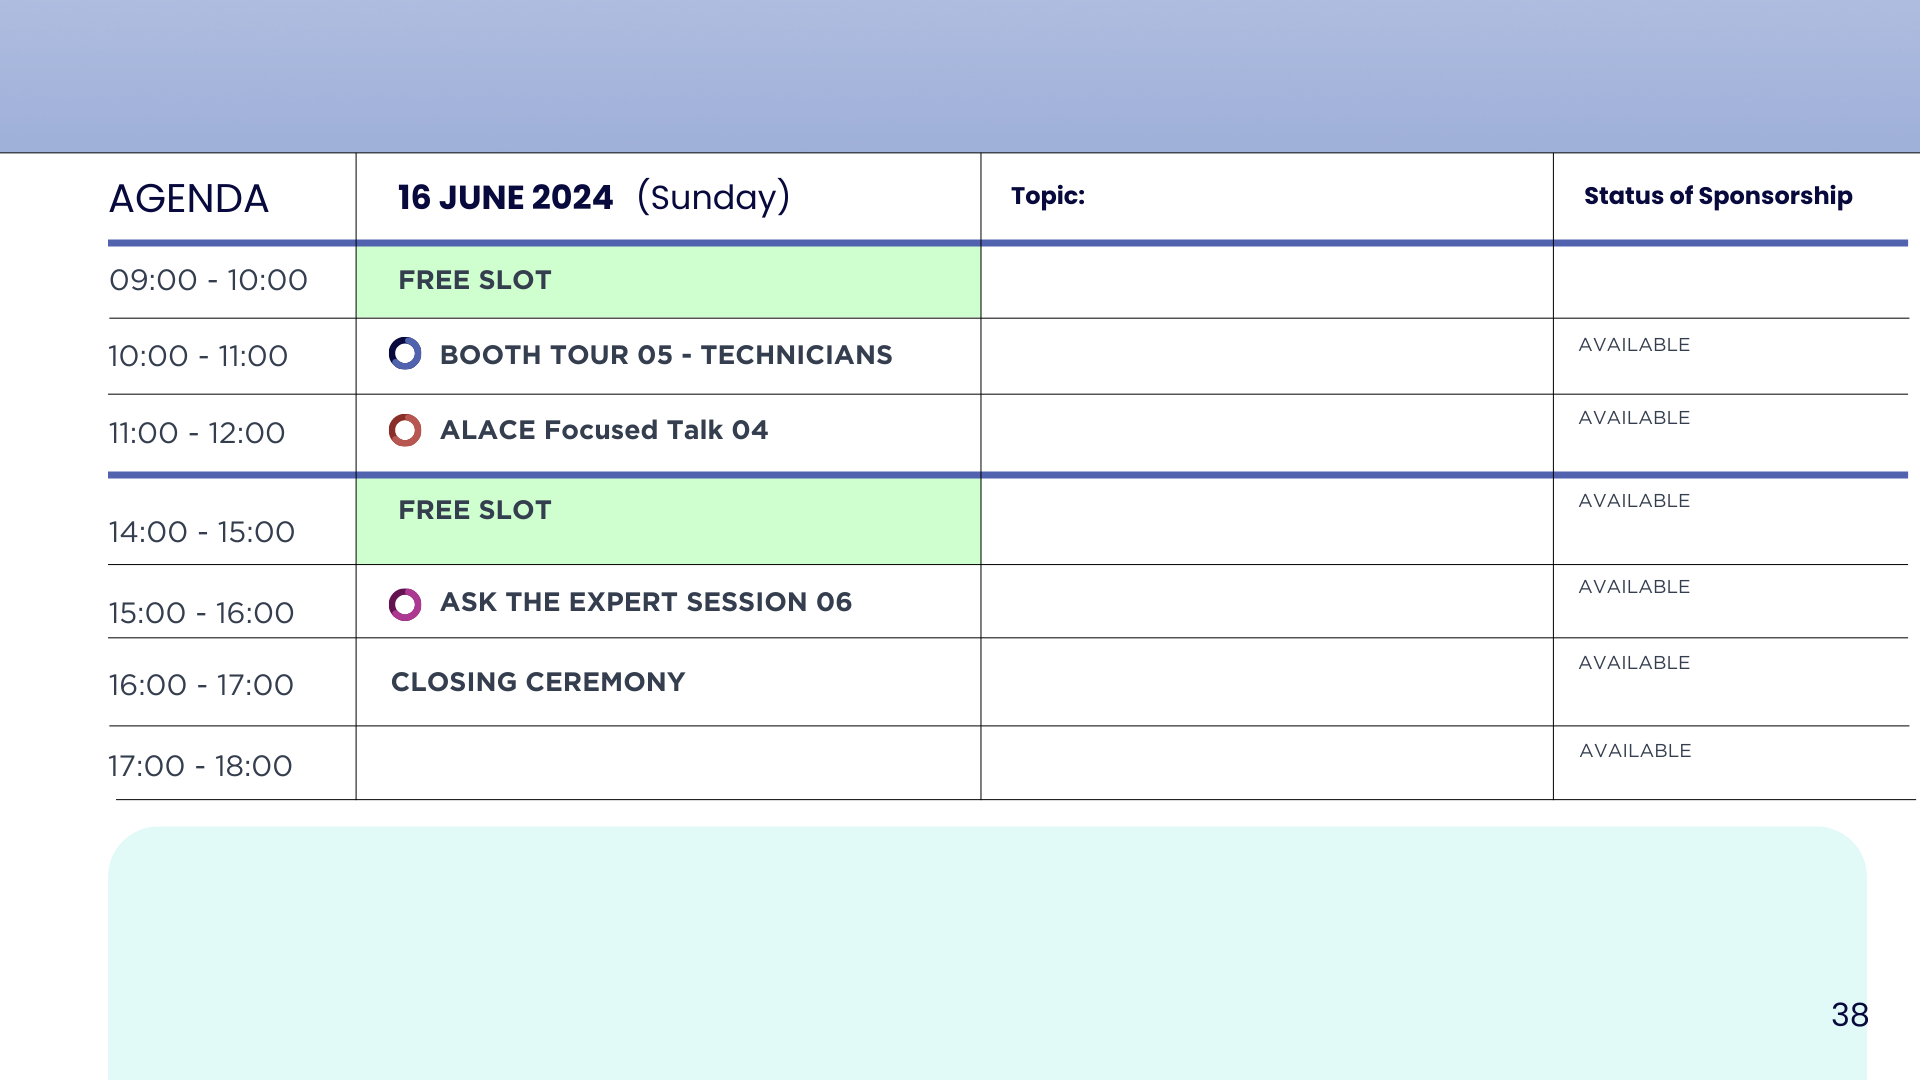 AGENDA 16 JUNE 2024 (Sunday) Topic: Status of Sponsorship
09:00 - 10:00 FREE SLOT
10:00 - 11:00 BOOTH TOUR 05 - TECHNICIANS AVAILABLE
11:00 - 12:00 ALACE Focused Talk 04 AVAILABLE
14:00 - 15:00 FREE SLOT AVAILABLE
15:00 - 16:00 ASK THE EXPERT SESSION 06 AVAILABLE
16:00 - 17:00 CLOSING CEREMONY AVAILABLE
17:00 - 18:00 AVAILABLE
38